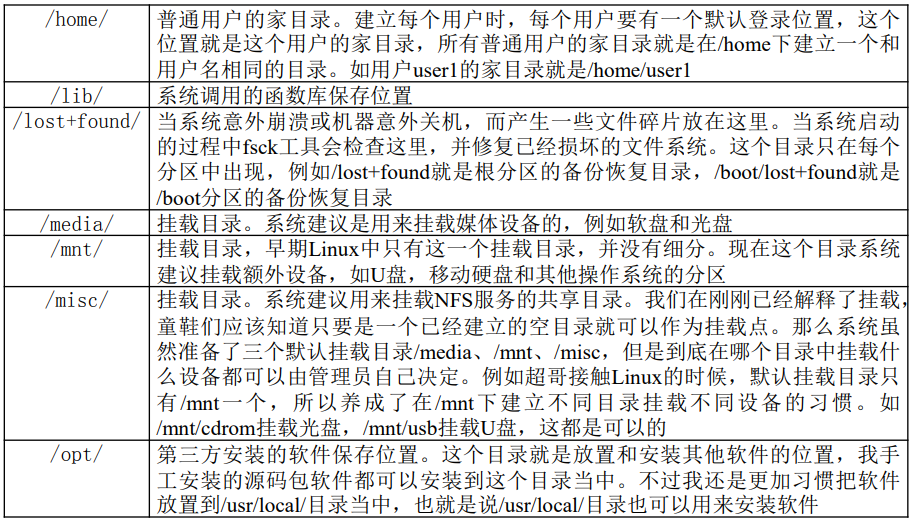 /home/ 普通用户的家目录。建立每个用户时，每个用户要有一个默认登录位置，这个
位置就是这个用户的家目录，所有普通用户的家目录就是在/home下建立一个和
用户名相同的目录。如用户user1的家目录就是/home/user1
/lib/ 系统调用的函数库保存位置
/lost+found/ 当系统意外崩溃或机器意外关机，而产生一些文件碎片放在这里。当系统启动
的过程中fsck工具会检查这里，并修复已经损坏的文件系统。这个目录只在每个
分区中出现，例如/lost+found就是根分区的备份恢复目录，/boot/lost+found就是
/boot分区的备份恢复目录
/media/ 挂载目录。系统建议是用来挂载媒体设备的，例如软盘和光盘
/mnt/ 挂载目录，早期Linux中只有这一个挂载目录，并没有细分。现在这个目录系统
建议挂载额外设备，如U盘，移动硬盘和其他操作系统的分区
/misc/ 挂载目录。系统建议用来挂载NFS服务的共享目录。我们在刚刚已经解释了挂载，
童鞋们应该知道只要是一个已经建立的空目录就可以作为挂载点。那么系统虽
然准备了三个默认挂载目录/media、/mnt、/misc，但是到底在哪个目录中挂载什
么设备都可以由管理员自己决定。例如超哥接触Linux的时候，默认挂载目录只
有/mnt一个，所以养成了在/mnt下建立不同目录挂载不同设备的习惯。如
/mnt/cdrom挂载光盘，/mnt/usb挂载U盘，这都是可以的
/opt/ 第三方安装的软件保存位置。这个目录就是放置和安装其他软件的位置，我手
工安装的源码包软件都可以安装到这个目录当中。不过我还是更加习惯把软件
放置到/usr/local/目录当中，也就是说/usr/local/目录也可以用来安装软件